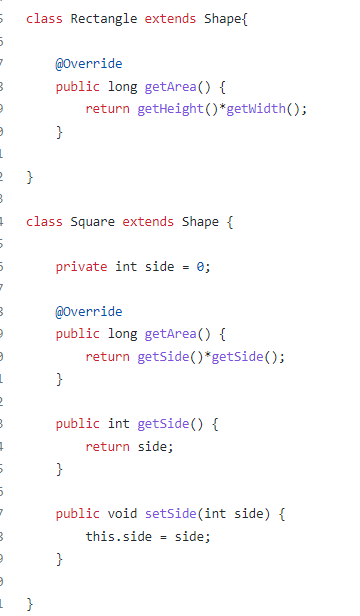 class Rectangle extends Shape{
@Override
public long getArea() {
return getHeight()*getWidth();
}
}
class Square extends Shape {
private int side = 0;
@Override
public long getArea() {
return getSide()*getSide();
}
public int getSide() {
return side;
}
public void setSide(int side) {
this.side = side;
}
}